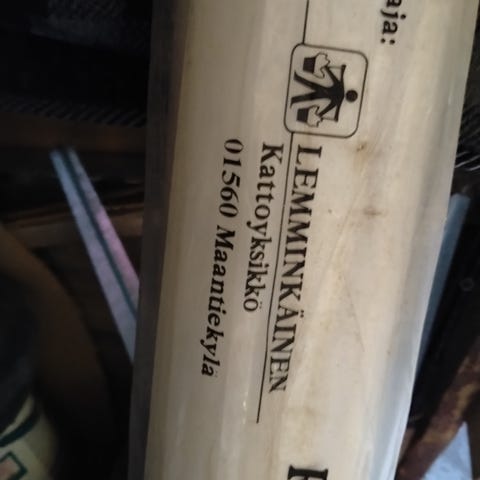 aja:
LEMMINKÄINEN
Kattoyksikkö
01560 Maantiekylä